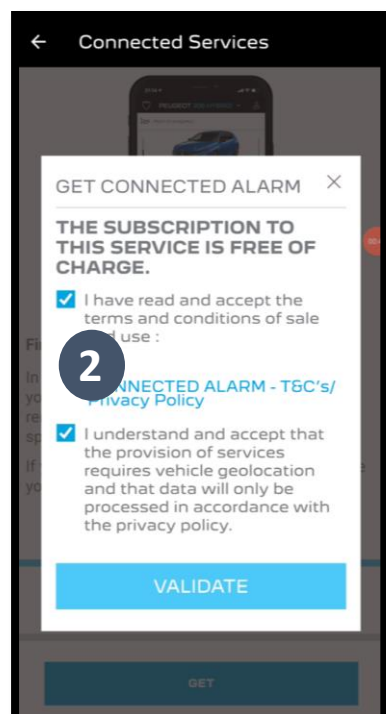 Connected Services
PEUGEOT
GET CONNECTED ALARM
THE SUBSCRIPTION TO
THIS SERVICE IS FREE OF
CHARGE.
I have read and accept the
terms and conditions of sale
use :
2
CONNECTED ALARM - T&C's/
Privacy Policy
I understand and accept that
the provision of services
requires vehicle geolocation
and that data will only be
processed in accordance with
the privacy policy.
VALIDATE
GET